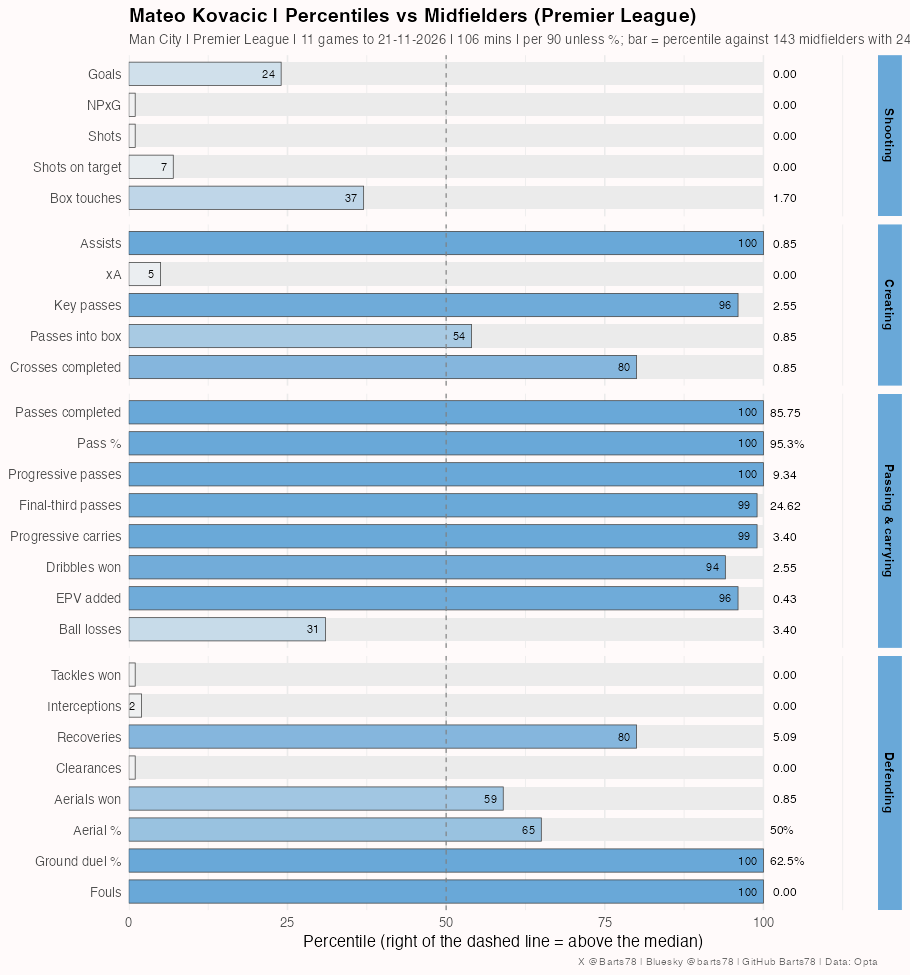 Mateo Kovacic | Percentiles vs Midfielders (Premier League)
Man City | Premier League | 11 games to 21-11-2026 | 106 mins | per 90 unless %; bar = percentile against 143 midfielders with 24
Goals 24 0.00
NPxG 0.00
Shots 0.00
Shots on target 7 0.00
Box touches 37 1.70
Shooting
Assists 100 0.85
xA 5 0.00
Key passes 96 2.55
Passes into box 54 0.85
Crosses completed 80 0.85
Creating
Passes completed 100 85.75
Pass % 100 95.3%
Progressive passes 100 9.34
Final-third passes 99 24.62
Progressive carries 99 3.40
Dribbles won 94 2.55
EPV added 96 0.43
Ball losses 31 3.40
Passing & carrying
Tackles won 0.00
Interceptions 2 0.00
Recoveries 80 5.09
Clearances 0.00
Aerials won 59 0.85
Aerial % 65 50%
Ground duel % 100 62.5%
Fouls 100 0.00
Defending
0 25 50 75 100
Percentile (right of the dashed line = above the median)
X @Barts78 | Bluesky @barts78 | GitHub Barts78 | Data: Opta